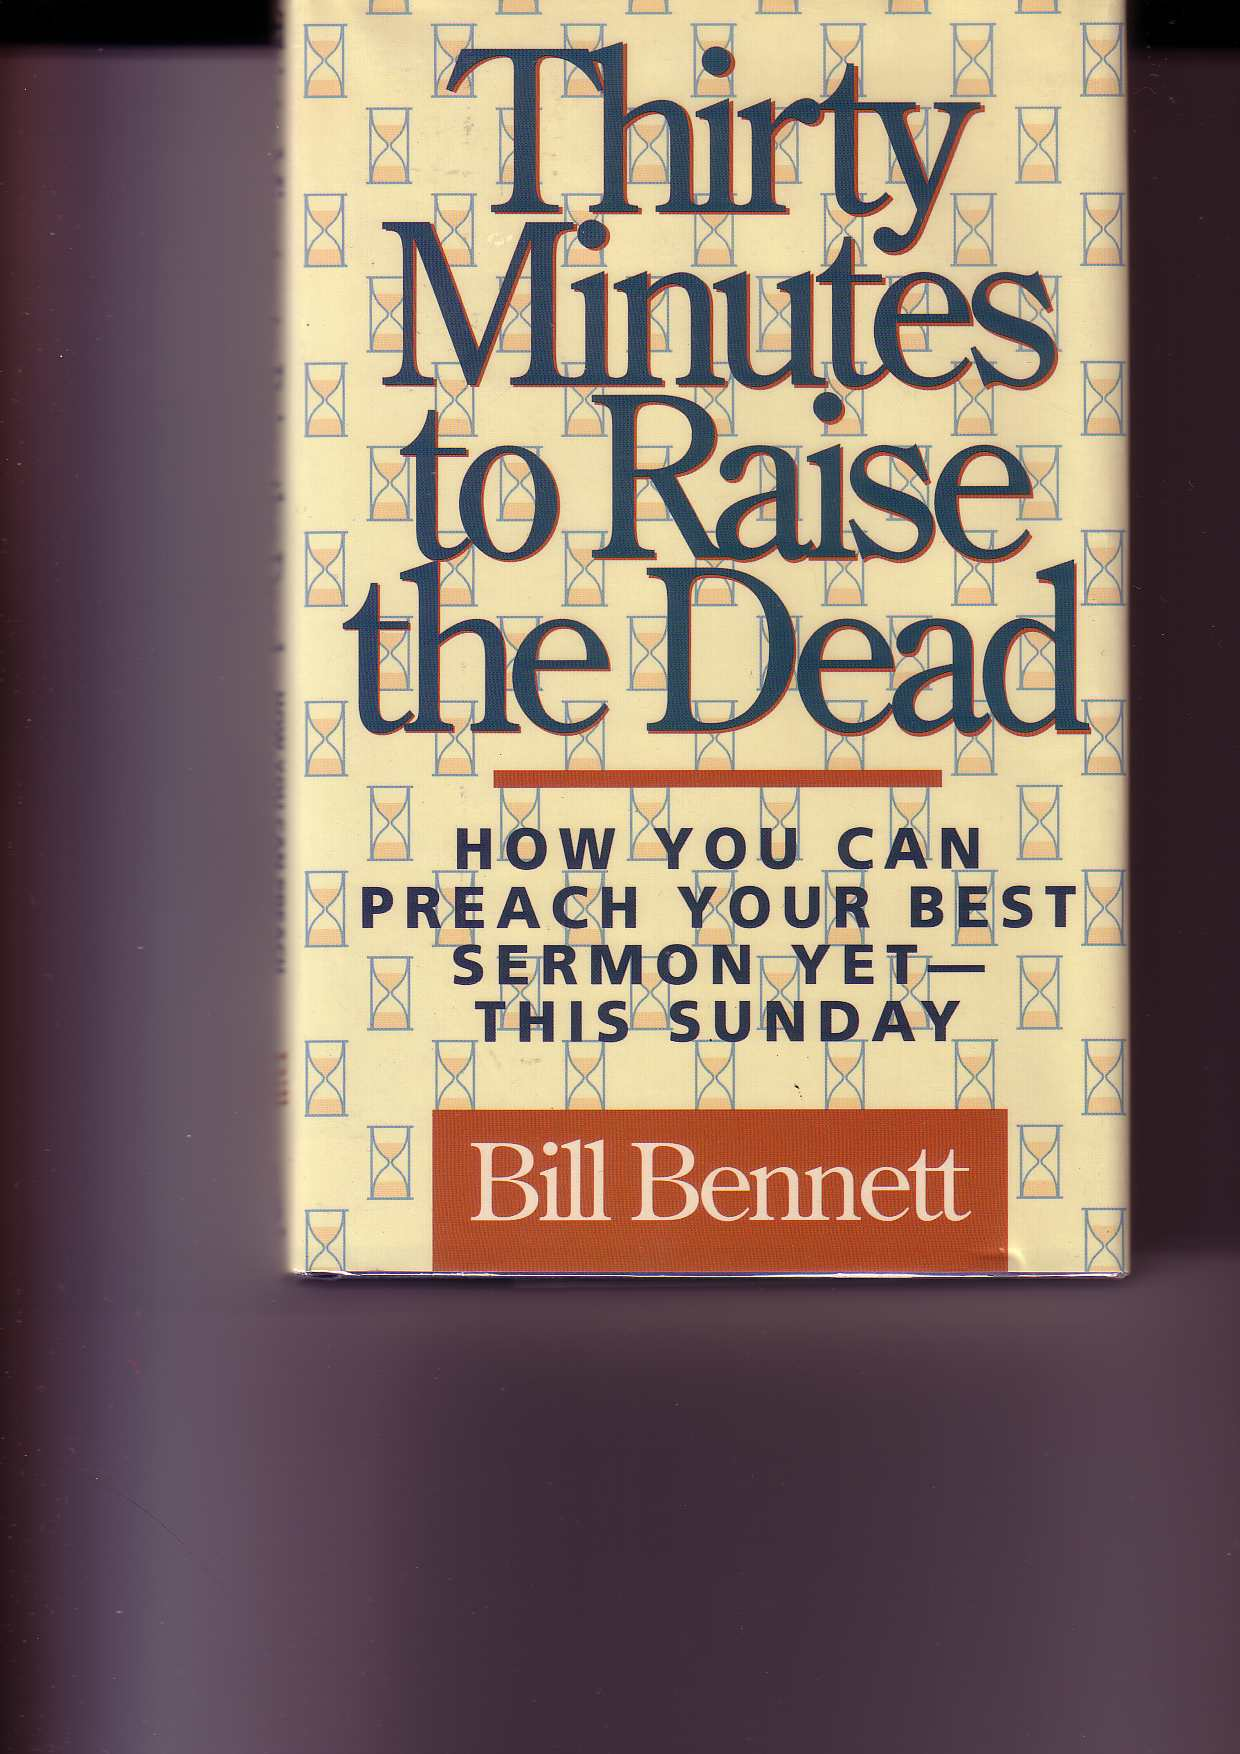 Thirty
Minutes
to Raise
the Dead
HOW YOU CAN
PREACH YOUR BEST
SERMON YET—
THIS SUNDAY
Bill Bennett